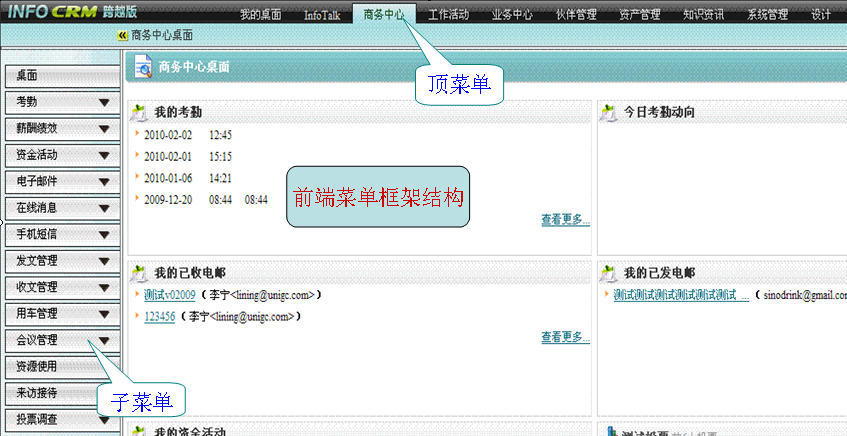 INFO CRM 跨越版
我的桌面 InfoTalk 商务中心 工作活动 业务中心 伙伴管理 资产管理 知识资讯 系统管理 设计
商务中心桌面
桌面
考勤
薪酬绩效
资金活动
电子邮件
在线消息
手机短信
发文管理
收文管理
用车管理
会议管理
资源使用
来访接待
投票调查
商务中心桌面
顶菜单
我的考勤
2010-02-02 12:45
2010-02-01 15:15
2010-01-06 14:21
2009-12-20 08:44 08:44
查看更多...
前端菜单框架结构
今日考勤动向
我的已收电邮
测试v02009 ( 李宁<lining@unigc.com> )
123456 ( 李宁<lining@unigc.com> )
查看更多...
我的已发电邮
测试测试测试测试测试测试 ... ( sinodrink@gmail.com
子菜单
我的资金活动
测试投票